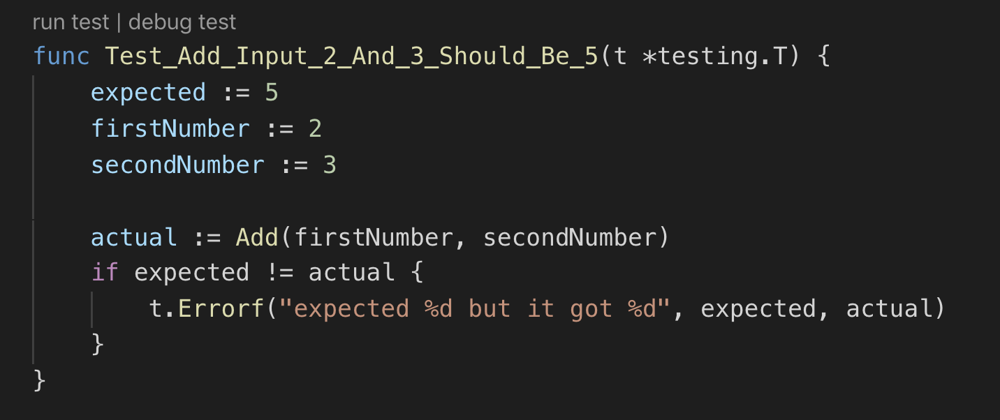 run test | debug test
func Test_Add_Input_2_And_3_Should_Be_5(t *testing.T) {
    expected := 5
    firstNumber := 2
    secondNumber := 3

    actual := Add(firstNumber, secondNumber)
    if expected != actual {
        t.Errorf("expected %d but it got %d", expected, actual)
    }
}